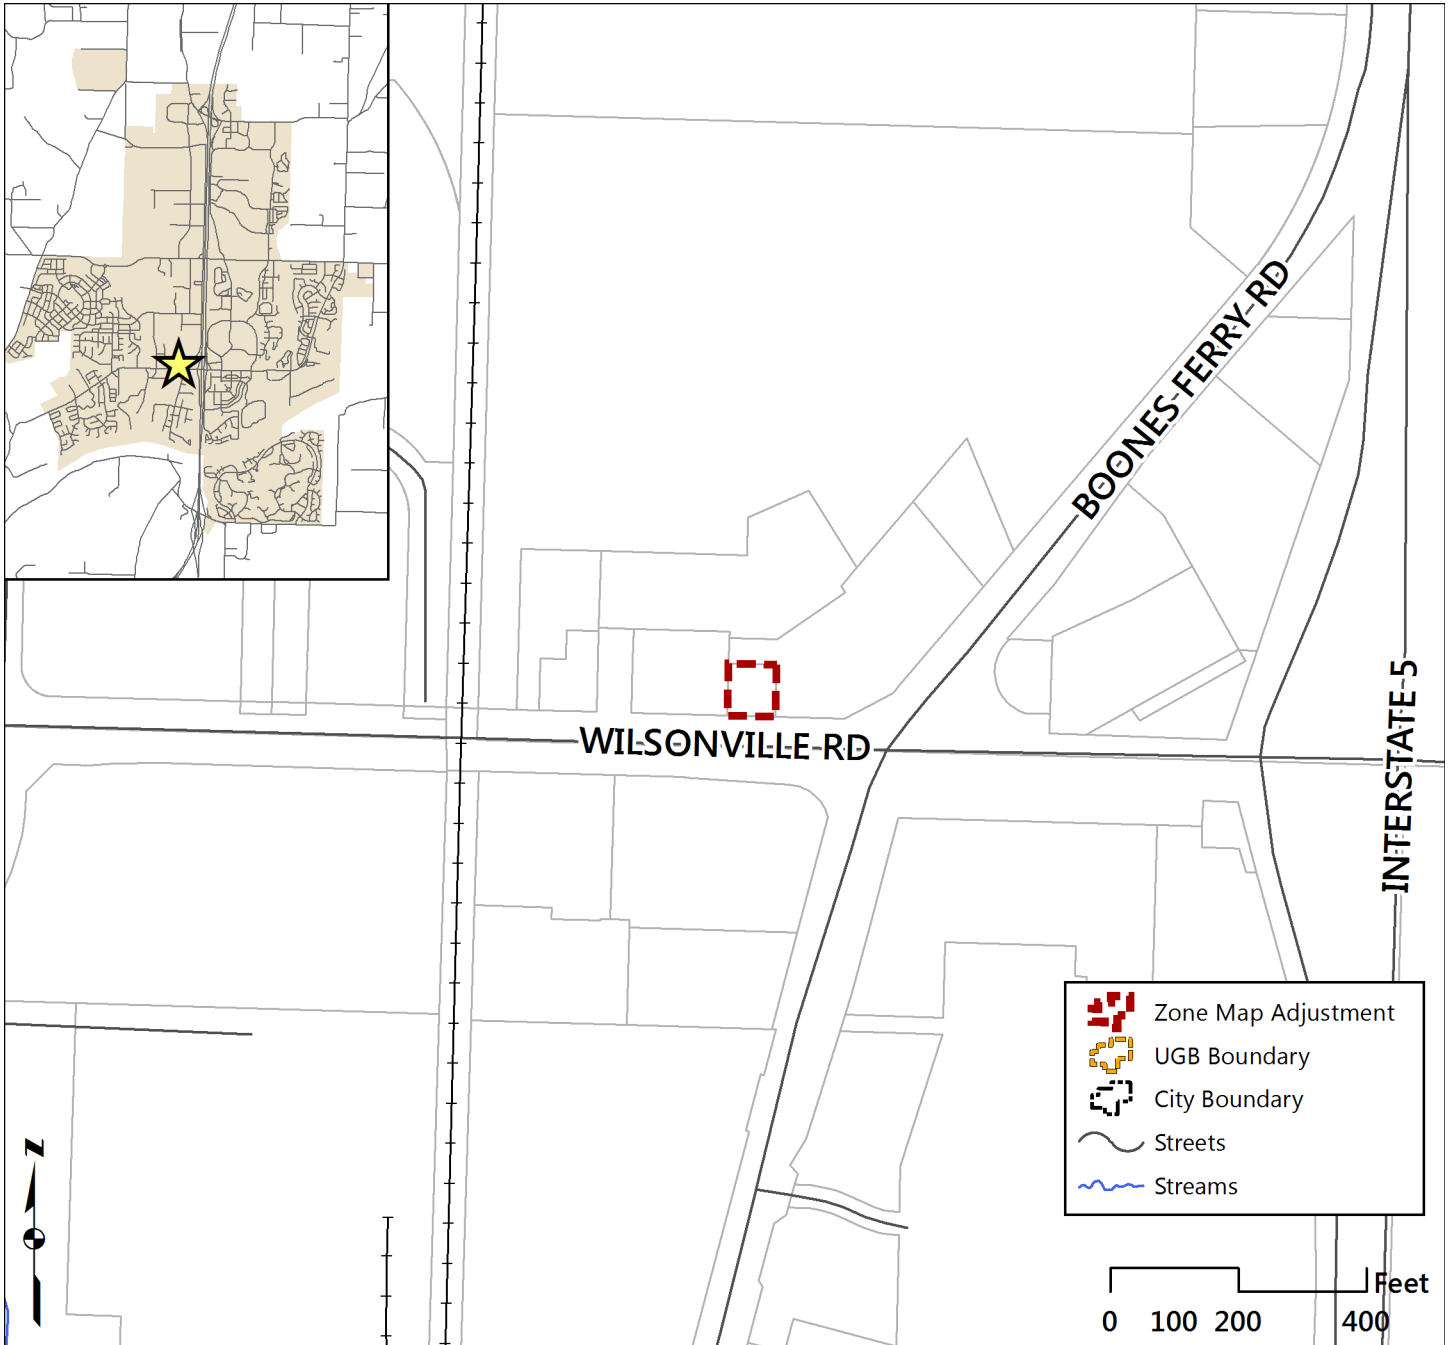 BOONES FERRY RD
WILSONVILLE RD
INTERSTATE 5
Zone Map Adjustment
UGB Boundary
City Boundary
Streets
Streams
N
Feet
0 100 200 400